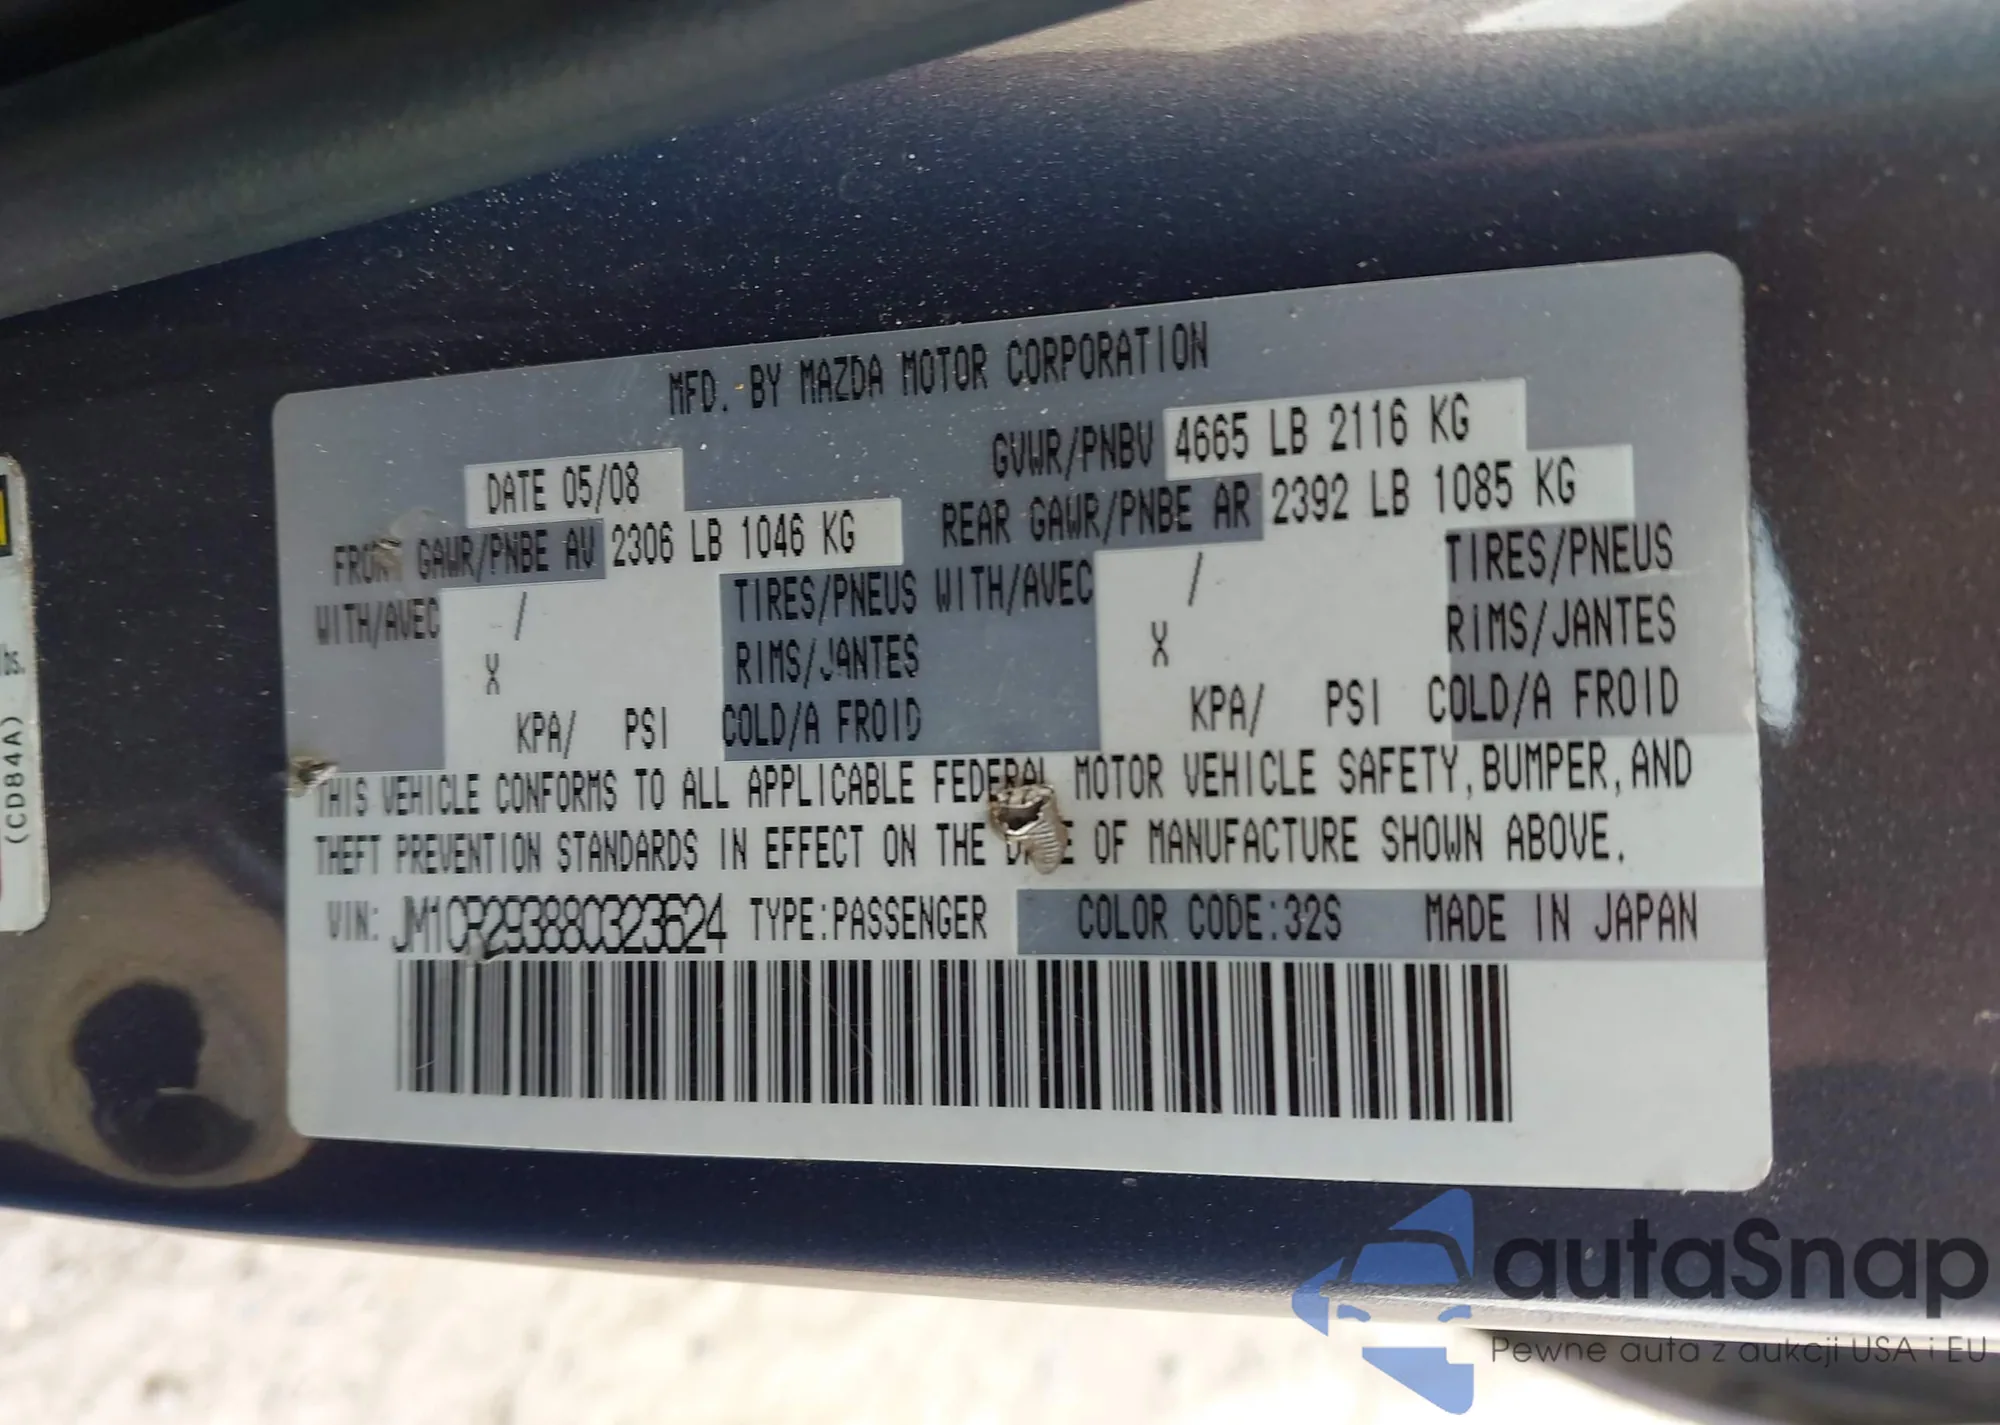 MFD. BY MAZDA MOTOR CORPORATION
DATE 05/08
GVWR/PNBV 4665 LB 2116 KG
FRONT GAWR/PNBE AV 2306 LB 1046 KG
REAR GAWR/PNBE AR 2392 LB 1085 KG
WITH/AVEC / TIRES/PNEUS
X RIMS/JANTES
KPA/ PSI COLD/A FROID
WITH/AVEC / TIRES/PNEUS
X RIMS/JANTES
KPA/ PSI COLD/A FROID
THIS VEHICLE CONFORMS TO ALL APPLICABLE FEDERAL MOTOR VEHICLE SAFETY, BUMPER, AND
THEFT PREVENTION STANDARDS IN EFFECT ON THE DATE OF MANUFACTURE SHOWN ABOVE.
VIN: JM1CR293880323624 TYPE:PASSENGER COLOR CODE:32S MADE IN JAPAN
lbs.
(CD84A)
autaSnap
Pewne auta z aukcji USA i EU